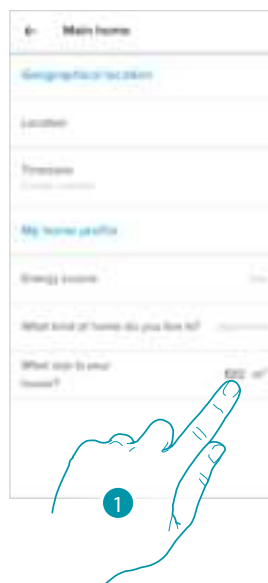 ← Main home
Geographical location
Location
Timezone
My home profile
Energy source
What kind of home do you live in?
What size is your
home?
m²
1